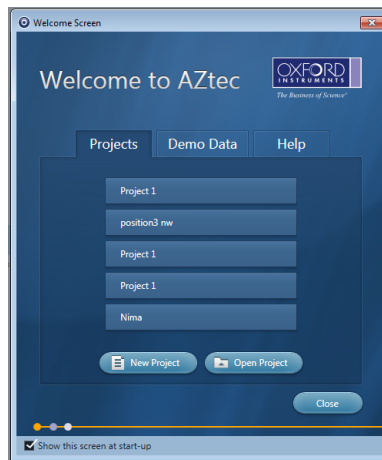 Welcome Screen
Welcome to AZtec
OXFORD
INSTRUMENTS
The Business of Science®
Projects
Demo Data
Help
Project 1
position3 nw
Project 1
Project 1
Nima
New Project
Open Project
Close
Show this screen at start-up